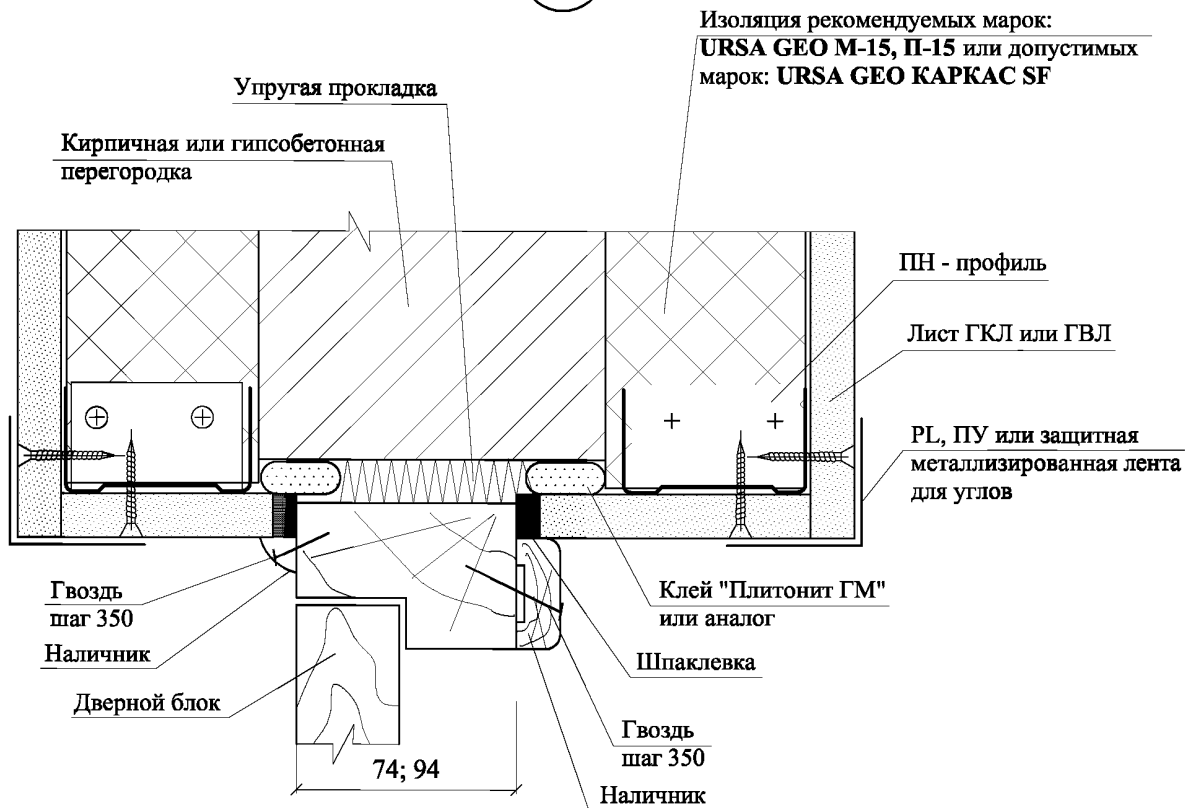 Изоляция рекомендуемых марок:
URSA GEO М-15, П-15 или допустимых
марок: URSA GEO КАРКАС SF
Упругая прокладка
Кирпичная или гипсобетонная
перегородка
ПН - профиль
Лист ГКЛ или ГВЛ
PL, ПУ или защитная
металлизированная лента
для углов
Гвоздь
шаг 350
Наличник
Дверной блок
Клей "Плитонит ГМ"
или аналог
Шпаклевка
Гвоздь
шаг 350
Наличник
74; 94